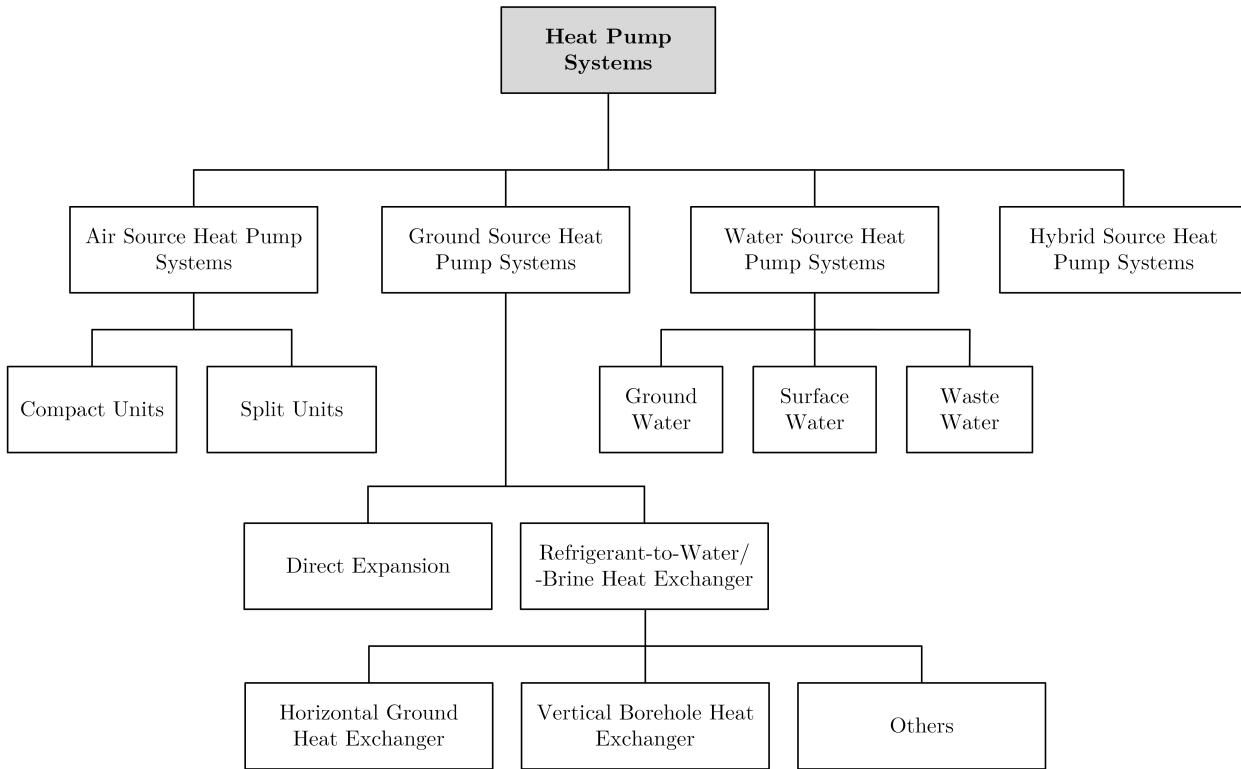 Heat Pump
Systems
Air Source Heat Pump
Systems
Ground Source Heat
Pump Systems
Water Source Heat
Pump Systems
Hybrid Source Heat
Pump Systems
Compact Units
Split Units
Ground
Water
Surface
Water
Waste
Water
Direct Expansion
Refrigerant-to-Water/
-Brine Heat Exchanger
Horizontal Ground
Heat Exchanger
Vertical Borehole Heat
Exchanger
Others